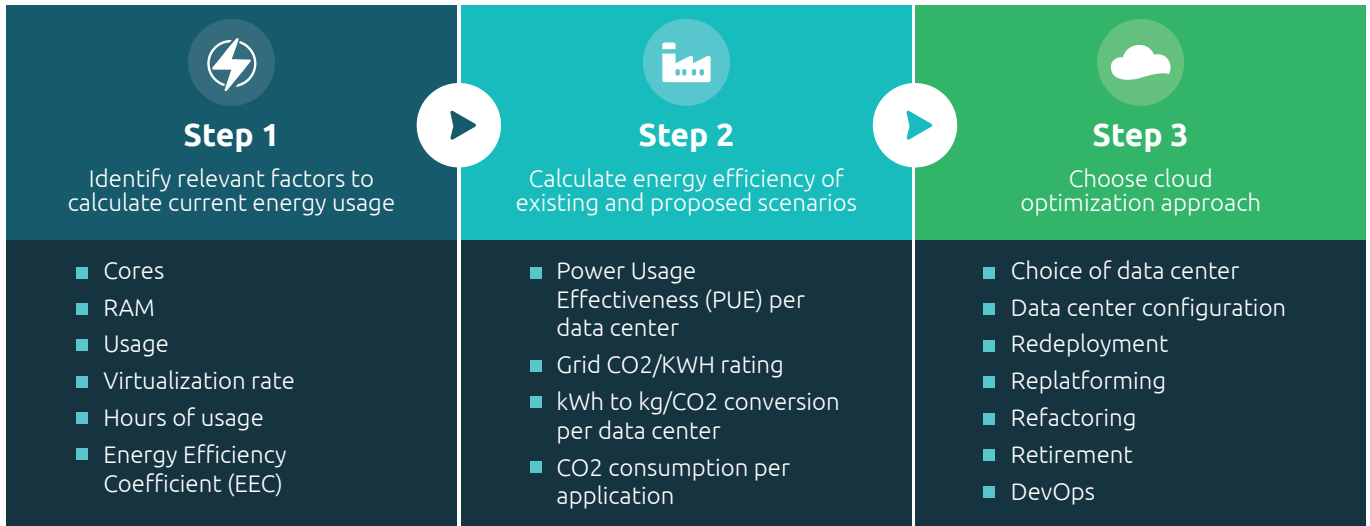 Step 1
Identify relevant factors to
calculate current energy usage
Cores
RAM
Usage
Virtualization rate
Hours of usage
Energy Efficiency
Coefficient (EEC)
Step 2
Calculate energy efficiency of
existing and proposed scenarios
Power Usage
Effectiveness (PUE) per
data center
Grid CO2/KWH rating
kWh to kg/CO2 conversion
per data center
CO2 consumption per
application
Step 3
Choose cloud
optimization approach
Choice of data center
Data center configuration
Redeployment
Replatforming
Refactoring
Retirement
DevOps